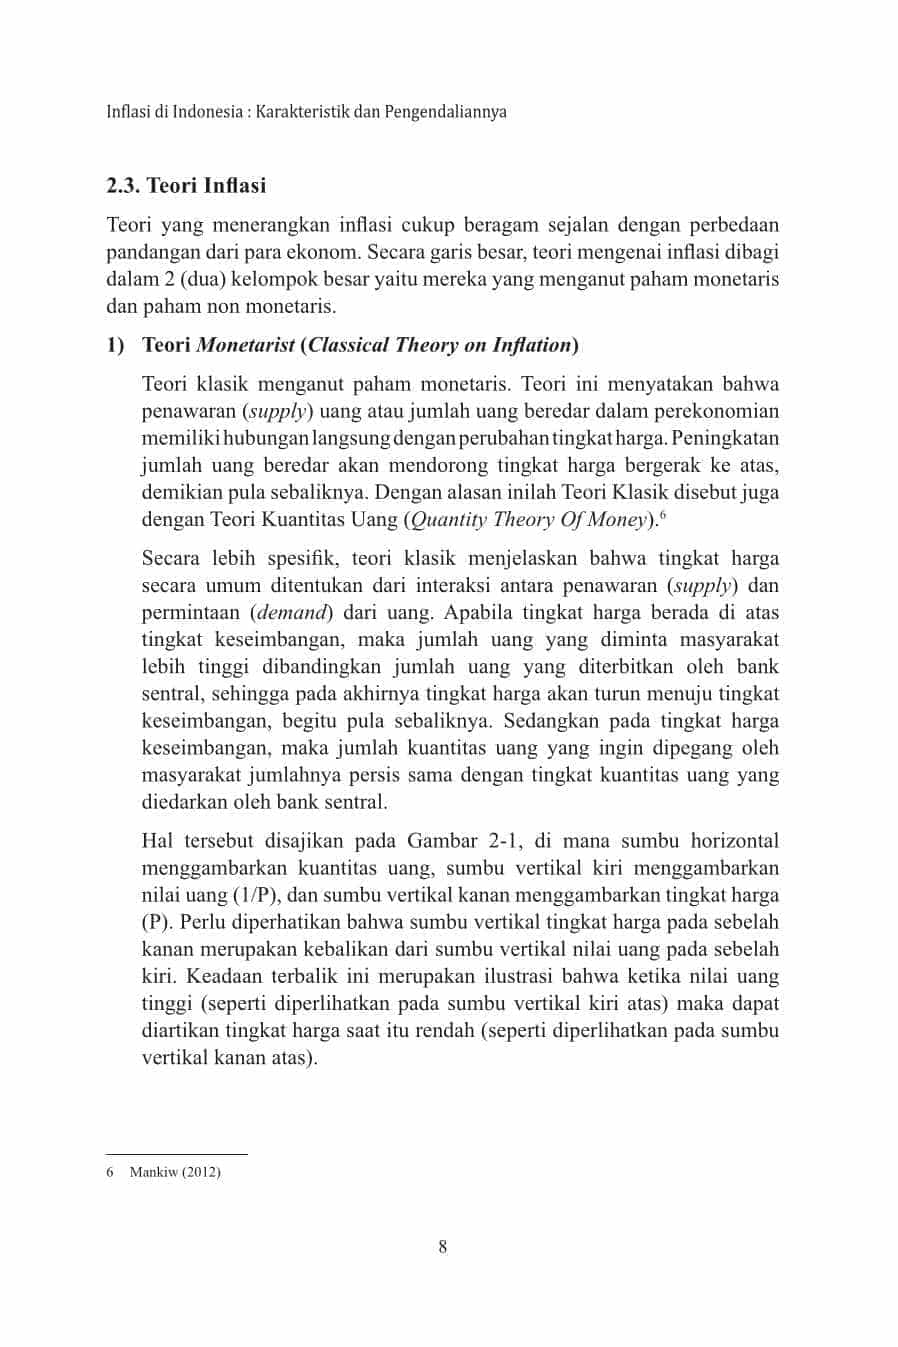 Inflasi di Indonesia : Karakteristik dan Pengendaliannya
2.3. Teori Inflasi
Teori yang menerangkan inflasi cukup beragam sejalan dengan perbedaan
pandangan dari para ekonom. Secara garis besar, teori mengenai inflasi dibagi
dalam 2 (dua) kelompok besar yaitu mereka yang menganut paham monetaris
dan paham non monetaris.
1) Teori Monetarist (Classical Theory on Inflation)
Teori klasik menganut paham monetaris. Teori ini menyatakan bahwa
penawaran (supply) uang atau jumlah uang beredar dalam perekonomian
memiliki hubungan langsung dengan perubahan tingkat harga. Peningkatan
jumlah uang beredar akan mendorong tingkat harga bergerak ke atas,
demikian pula sebaliknya. Dengan alasan inilah Teori Klasik disebut juga
dengan Teori Kuantitas Uang (Quantity Theory Of Money).6
Secara lebih spesifik, teori klasik menjelaskan bahwa tingkat harga
secara umum ditentukan dari interaksi antara penawaran (supply) dan
permintaan (demand) dari uang. Apabila tingkat harga berada di atas
tingkat keseimbangan, maka jumlah uang yang diminta masyarakat
lebih tinggi dibandingkan jumlah uang yang diterbitkan oleh bank
sentral, sehingga pada akhirnya tingkat harga akan turun menuju tingkat
keseimbangan, begitu pula sebaliknya. Sedangkan pada tingkat harga
keseimbangan, maka jumlah kuantitas uang yang ingin dipegang oleh
masyarakat jumlahnya persis sama dengan tingkat kuantitas uang yang
diedarkan oleh bank sentral.
Hal tersebut disajikan pada Gambar 2-1, di mana sumbu horizontal
menggambarkan kuantitas uang, sumbu vertikal kiri menggambarkan
nilai uang (1/P), dan sumbu vertikal kanan menggambarkan tingkat harga
(P). Perlu diperhatikan bahwa sumbu vertikal tingkat harga pada sebelah
kanan merupakan kebalikan dari sumbu vertikal nilai uang pada sebelah
kiri. Keadaan terbalik ini merupakan ilustrasi bahwa ketika nilai uang
tinggi (seperti diperlihatkan pada sumbu vertikal kiri atas) maka dapat
diartikan tingkat harga saat itu rendah (seperti diperlihatkan pada sumbu
vertikal kanan atas).
6 Mankiw (2012)
8